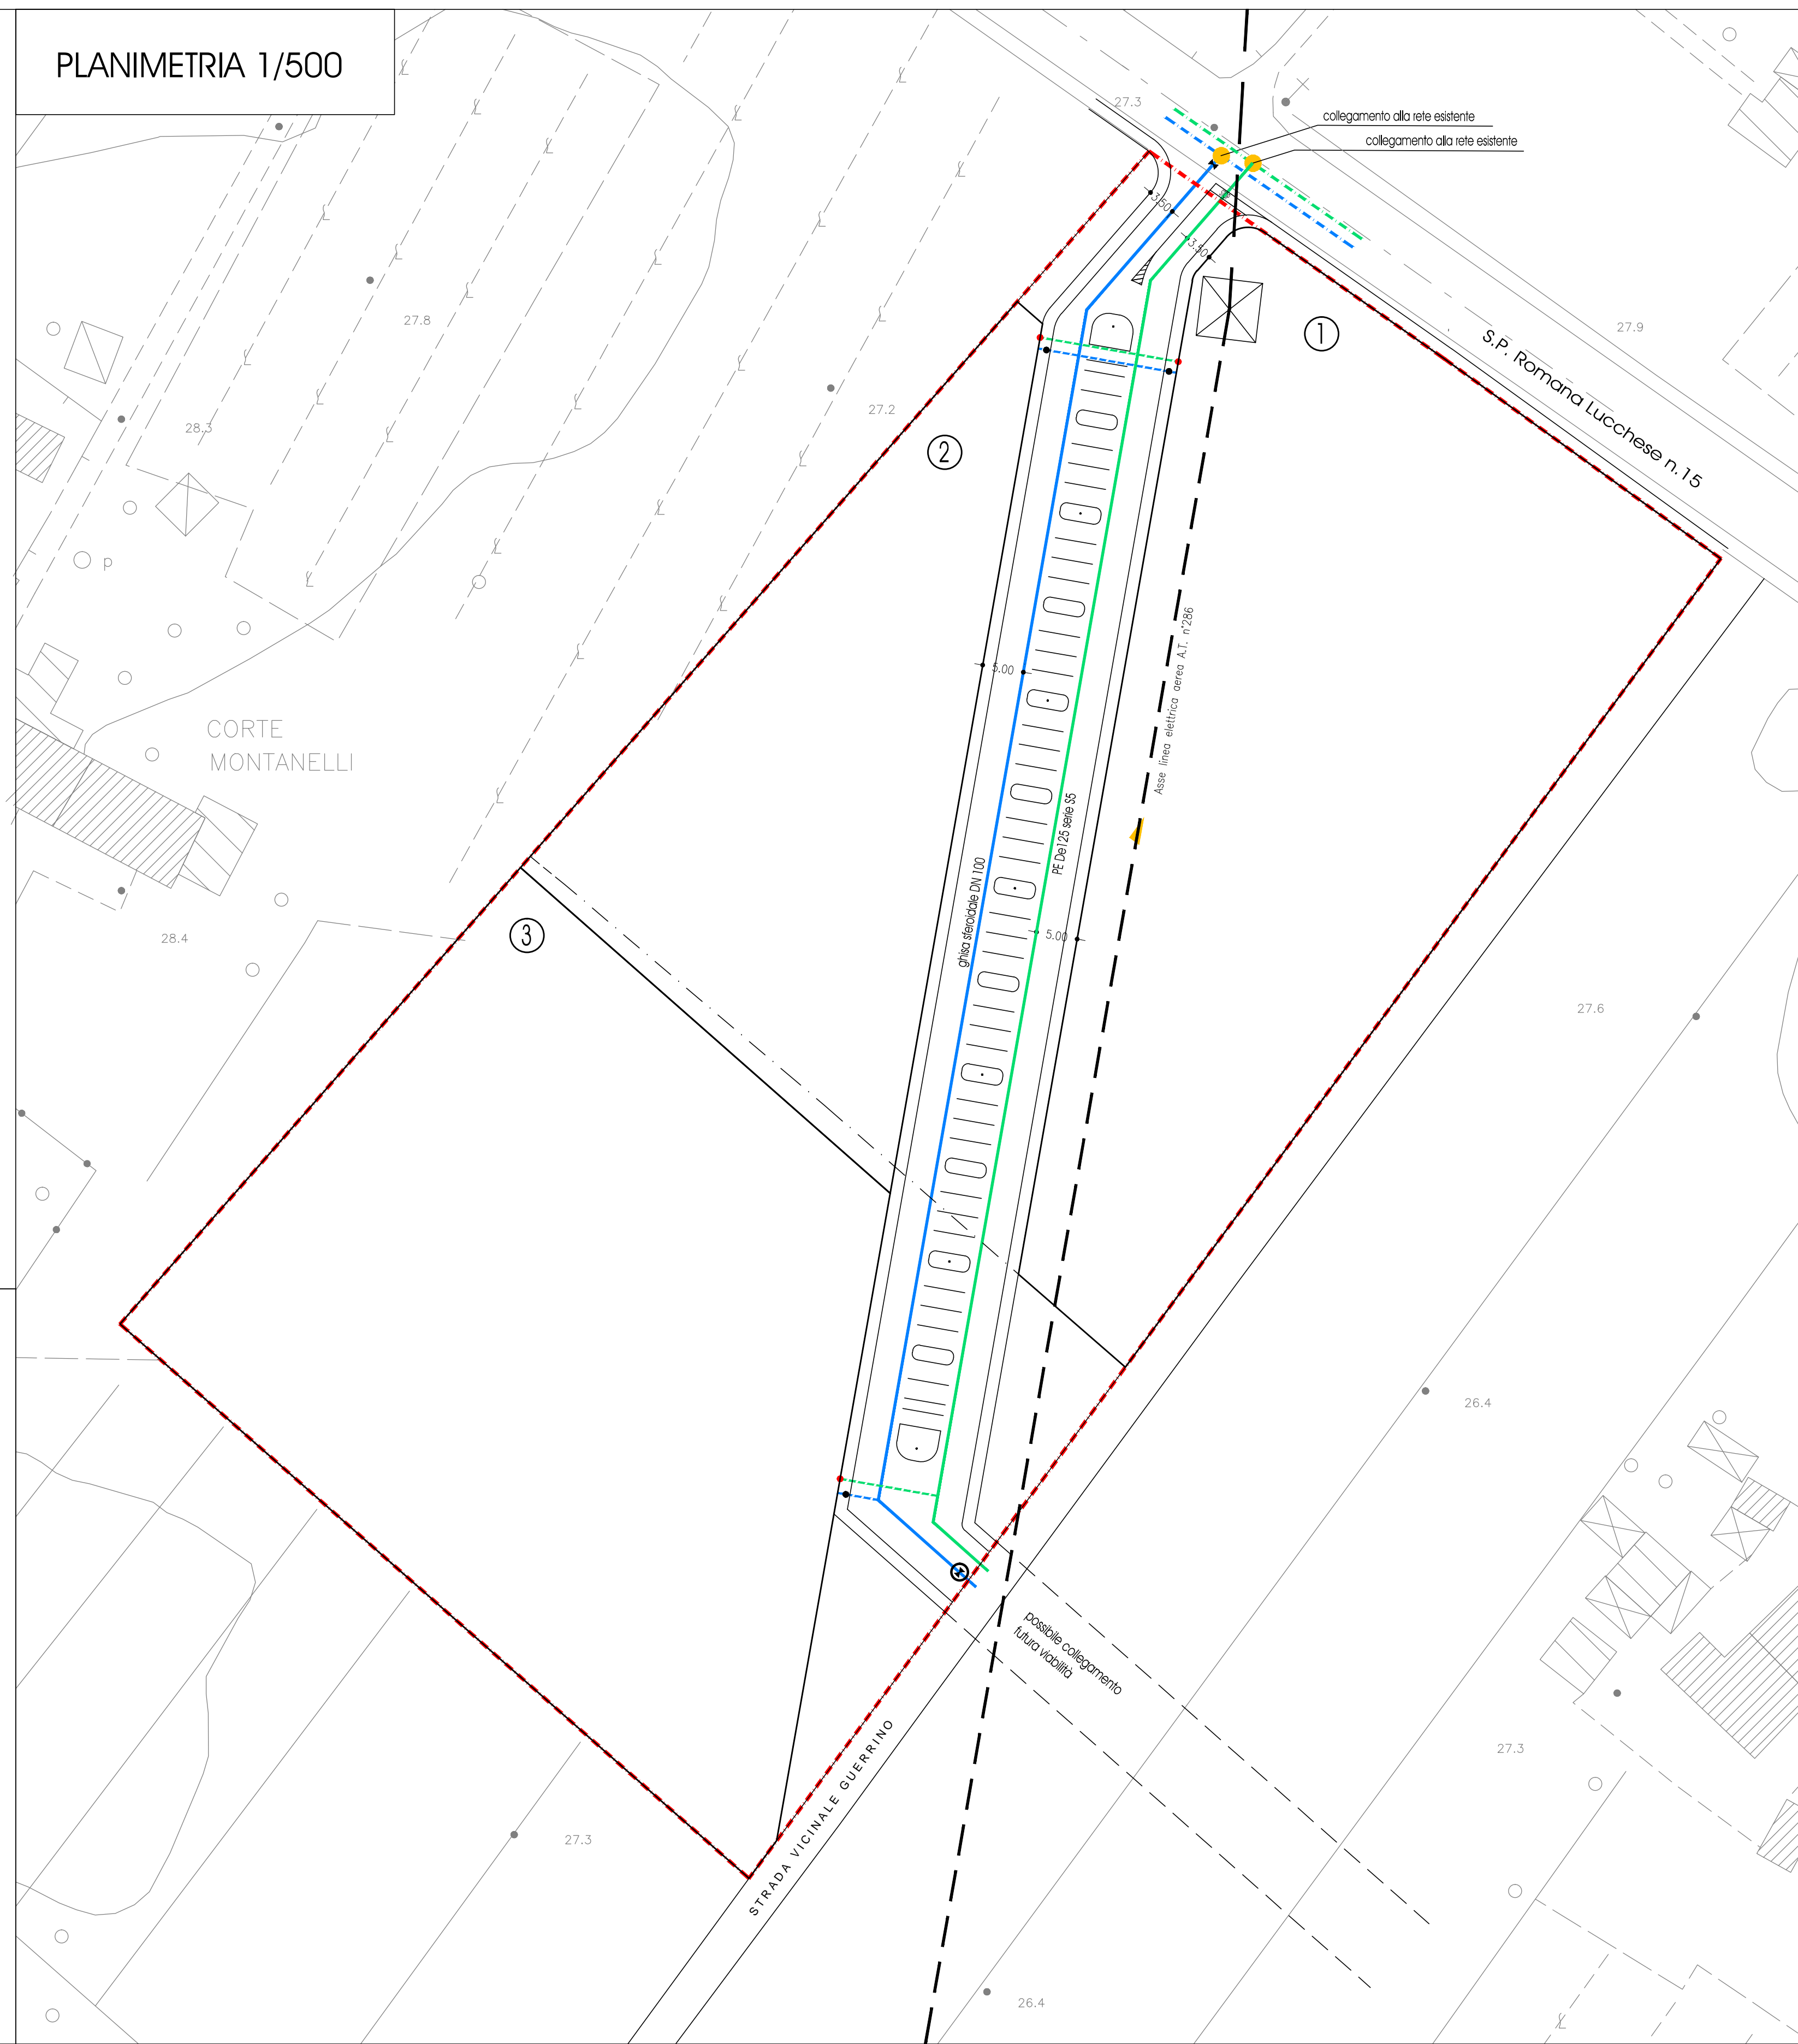 PLANIMETRIA 1/500
27.3
collegamento alla rete esistente
collegamento alla rete esistente
3.50
3.50
27.8
1
27.9
S.P. Romana Lucchese n.15
27.2
28.3
2
p
Asse linea elettrica aerea A.T. n°286
5.00
CORTE
MONTANELLI
PE De125 serie S5
ghisa sferoidale DN 100
28.4
3
5.00
27.6
26.4
possibile collegamento
futura viabilità
STRADA VICINALE GUERRINO
27.3
27.3
26.4